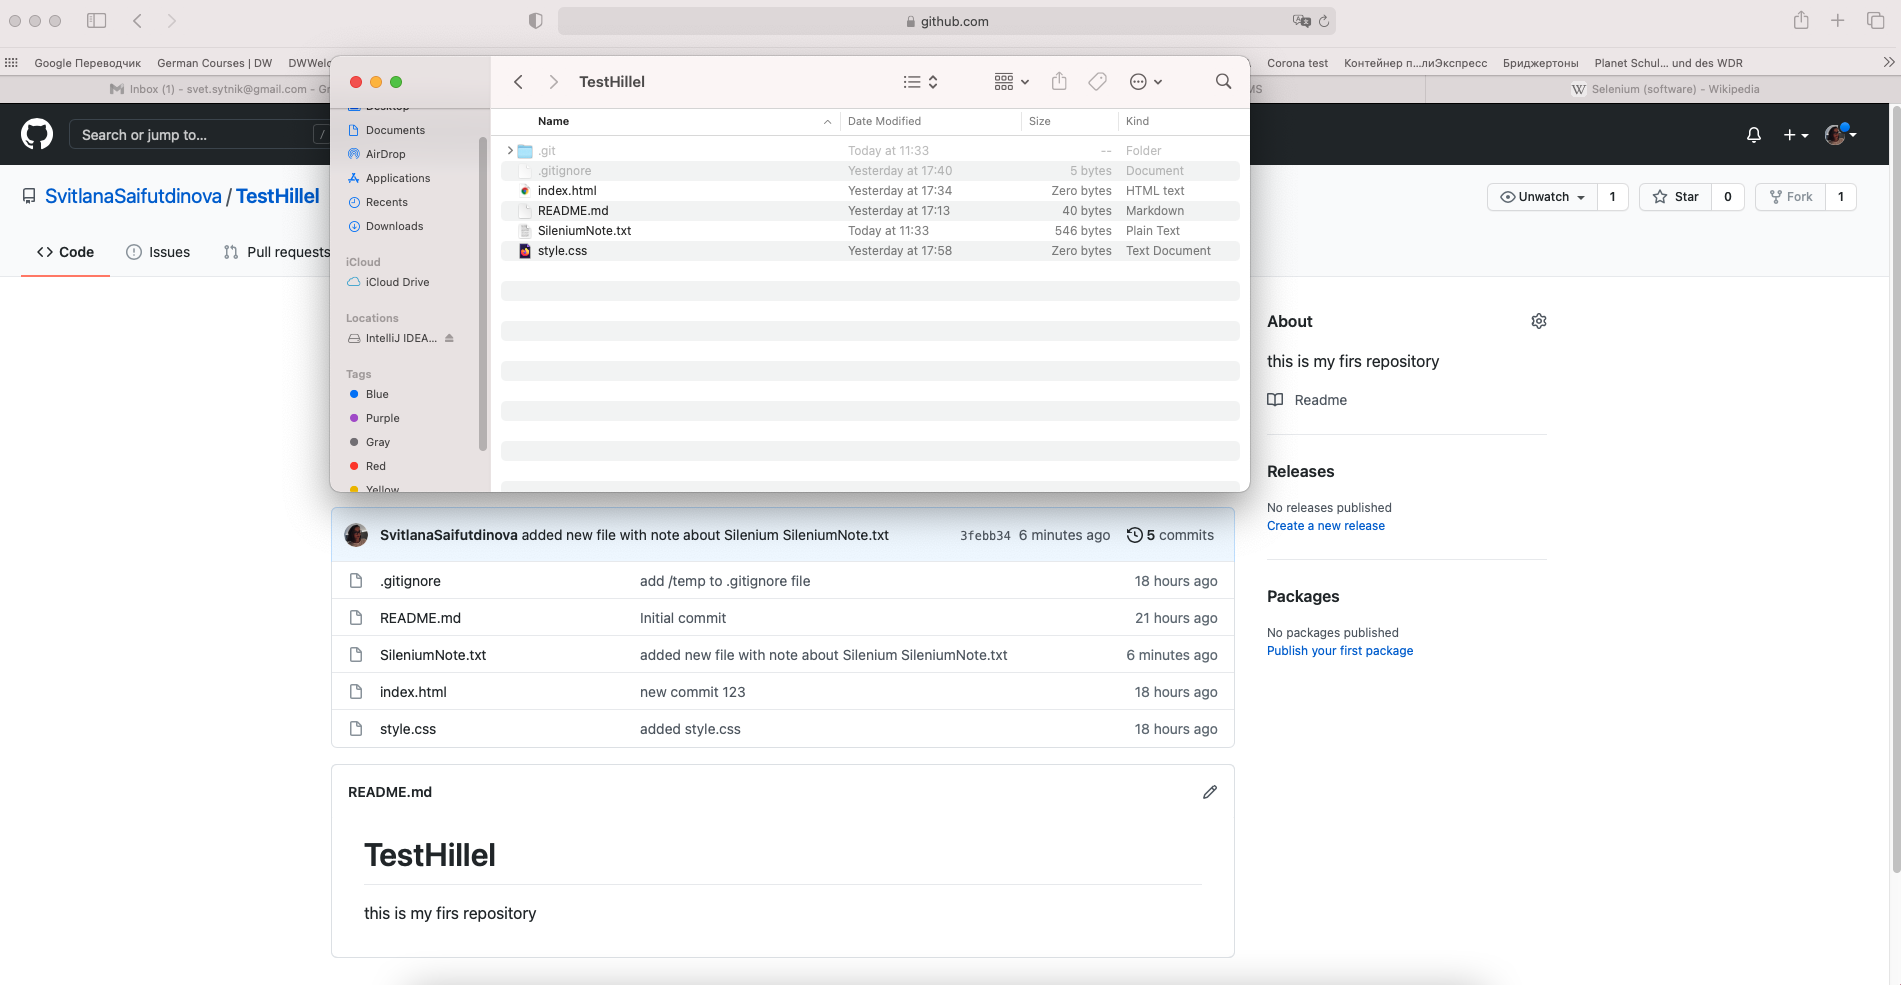 github.com
Google Переводчик German Courses | DW DWWelc
Corona test Контейнер п...лиЭкспресс Бриджертоны Planet Schul... und des WDR
Inbox (1) - svet.sytnik@gmail.com - Gr
MS
Selenium (software) - Wikipedia
TestHillel
Desktop
Documents
AirDrop
Applications
Recents
Downloads
iCloud
iCloud Drive
Locations
IntelliJ IDEA...
Tags
Blue
Purple
Gray
Red
Yellow
Name Date Modified Size Kind
.git Today at 11:33 -- Folder
.gitignore Yesterday at 17:40 5 bytes Document
index.html Yesterday at 17:34 Zero bytes HTML text
README.md Yesterday at 17:13 40 bytes Markdown
SileniumNote.txt Today at 11:33 546 bytes Plain Text
style.css Yesterday at 17:58 Zero bytes Text Document
Search or jump to... /
SvitlanaSaifutdinova / TestHillel
Unwatch 1 Star 0 Fork 1
Code Issues Pull requests
About
this is my firs repository
Readme
Releases
No releases published
Create a new release
Packages
No packages published
Publish your first package
SvitlanaSaifutdinova added new file with note about Silenium SileniumNote.txt 3febb34 6 minutes ago 5 commits
.gitignore add /temp to .gitignore file 18 hours ago
README.md Initial commit 21 hours ago
SileniumNote.txt added new file with note about Silenium SileniumNote.txt 6 minutes ago
index.html new commit 123 18 hours ago
style.css added style.css 18 hours ago
README.md
TestHillel
this is my firs repository